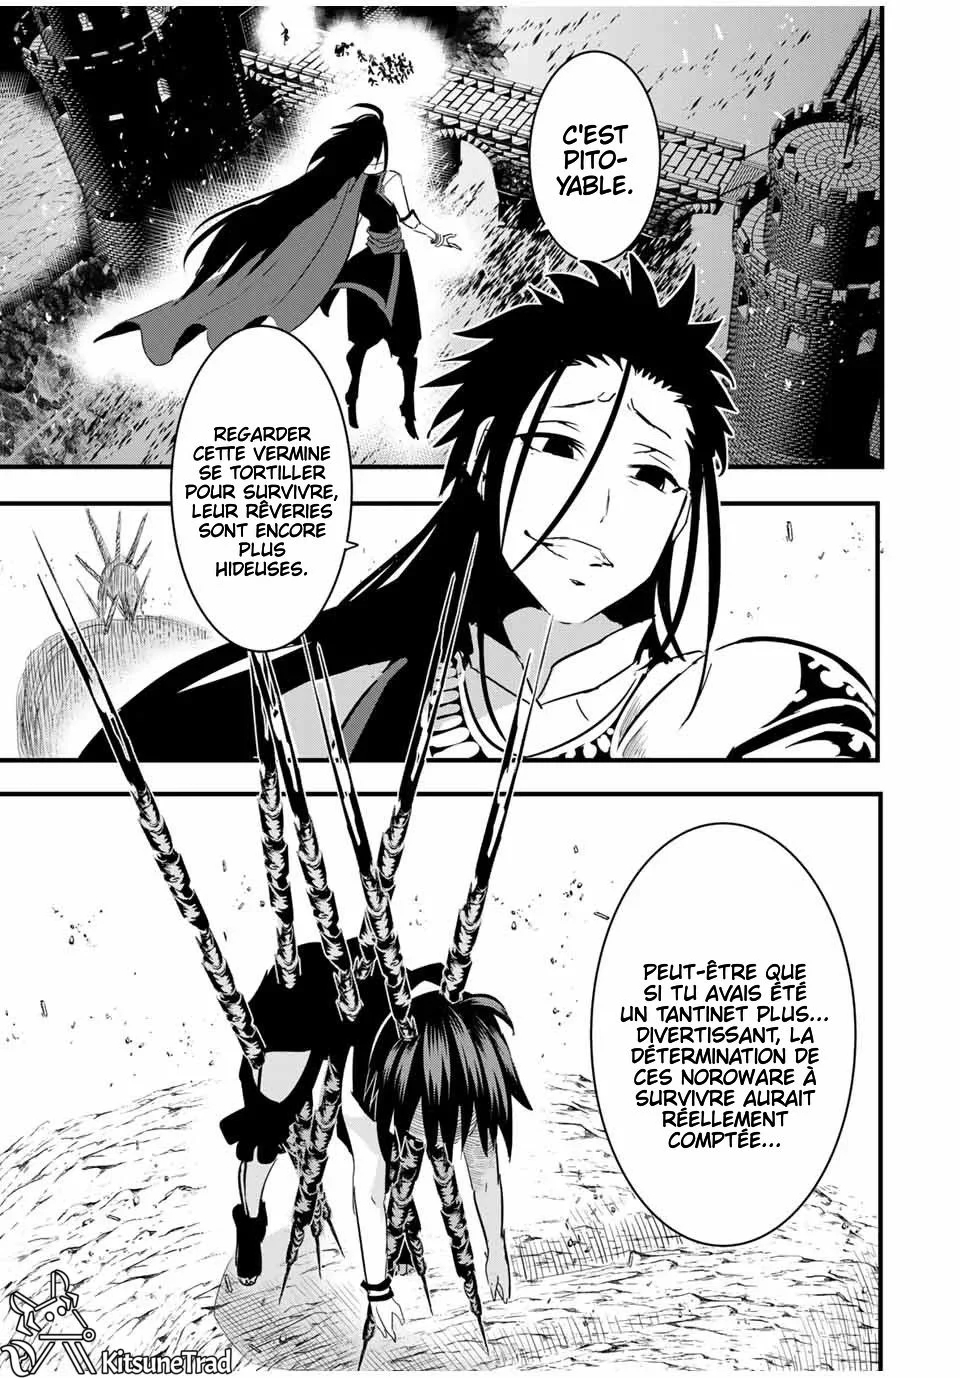 C'EST
PITO-
YABLE.
REGARDER
CETTE VERMINE
SE TORTILLER
POUR SURVIVRE,
LEUR RÊVERIES
SONT ENCORE
PLUS
HIDEUSES.
PEUT-ÊTRE QUE
SI TU AVAIS ÉTÉ
UN TANTINET PLUS...
DIVERTISSANT, LA
DÉTERMINATION DE
CES NOROWARE À
SURVIVRE AURAIT
RÉELLEMENT
COMPTÉE...
KitsuneTrad